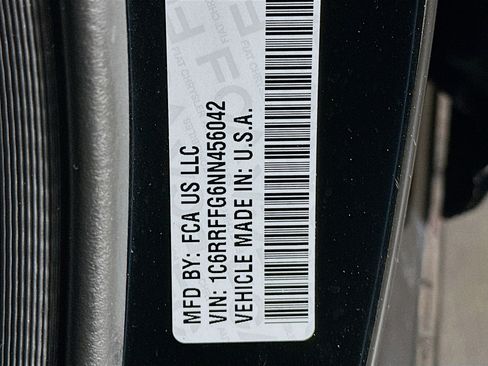 MFD BY: FCA US LLC
VIN: 1C6RRFFG6NN456042
VEHICLE MADE IN: U.S.A.